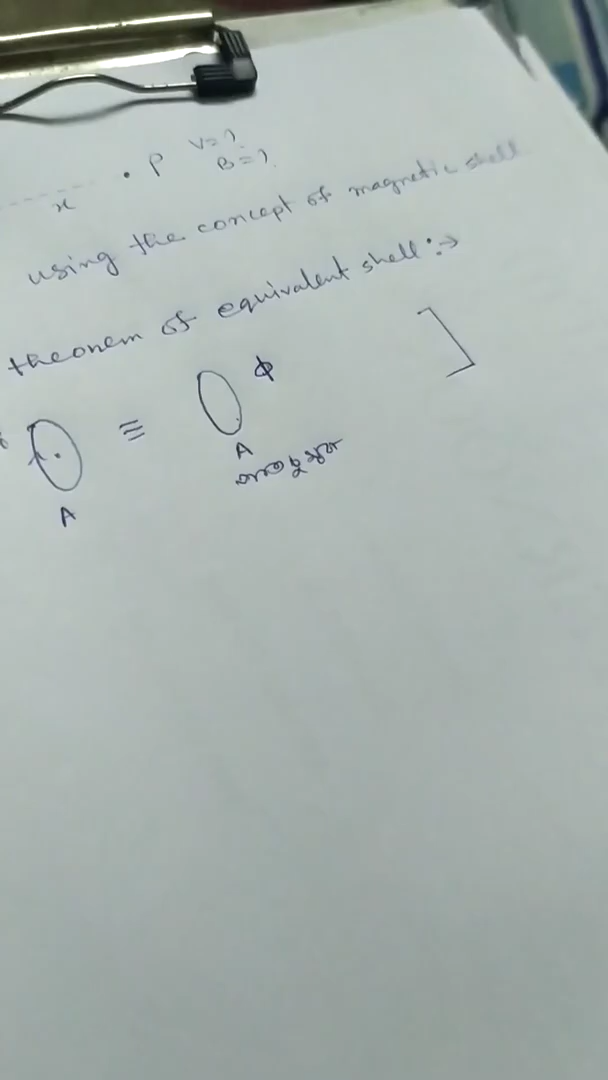 • P V=?
x B=?
using the concept of magnetic shell
theorem of equivalent shell :→
≡ ϕ
A A